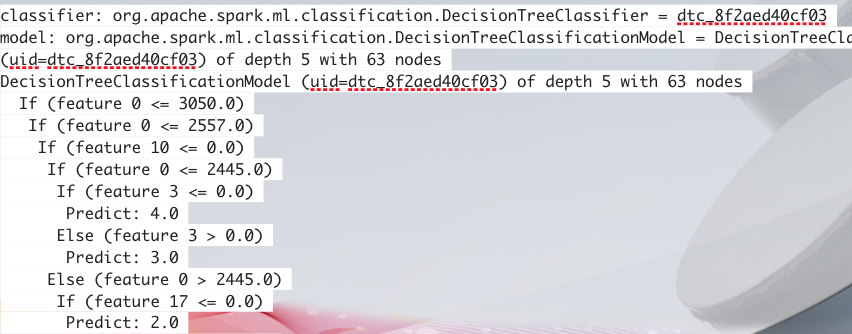 classifier: org.apache.spark.ml.classification.DecisionTreeClassifier = dtc_8f2aed40cf03
model: org.apache.spark.ml.classification.DecisionTreeClassificationModel = DecisionTreeCla
(uid=dtc_8f2aed40cf03) of depth 5 with 63 nodes
DecisionTreeClassificationModel (uid=dtc_8f2aed40cf03) of depth 5 with 63 nodes
If (feature 0 <= 3050.0)
If (feature 0 <= 2557.0)
If (feature 10 <= 0.0)
If (feature 0 <= 2445.0)
If (feature 3 <= 0.0)
Predict: 4.0
Else (feature 3 > 0.0)
Predict: 3.0
Else (feature 0 > 2445.0)
If (feature 17 <= 0.0)
Predict: 2.0